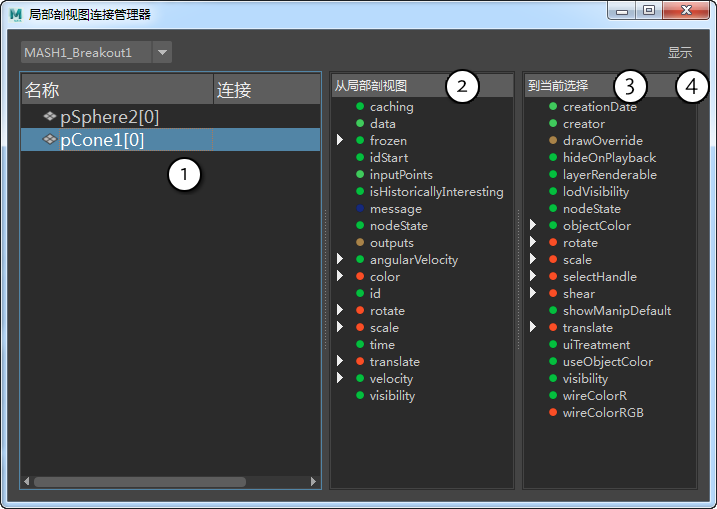 局部剖视图连接管理器
MASH1_Breakout1
显示
名称
连接
pSphere2[0]
pCone1[0]
1
从局部剖视图
2
caching
data
frozen
idStart
inputPoints
isHistoricallyInteresting
message
nodeState
outputs
angularVelocity
color
id
rotate
scale
time
translate
velocity
visibility
到当前选择
3
4
creationDate
creator
drawOverride
hideOnPlayback
layerRenderable
lodVisibility
nodeState
objectColor
rotate
scale
selectHandle
shear
showManipDefault
translate
uiTreatment
useObjectColor
visibility
wireColorR
wireColorRGB